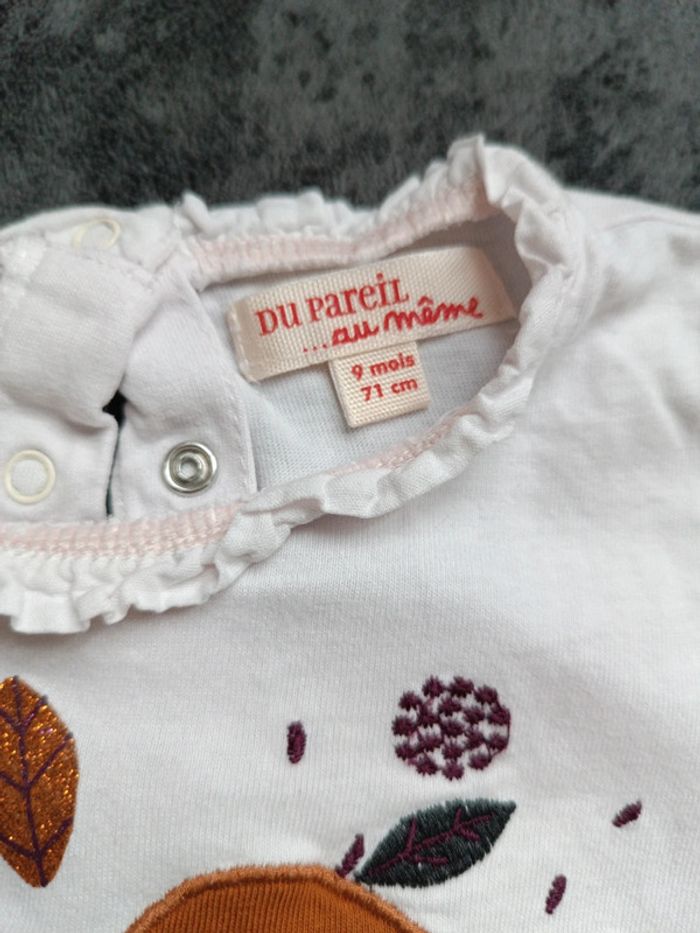 DU PAREIL
...au même
9 mois
71 cm